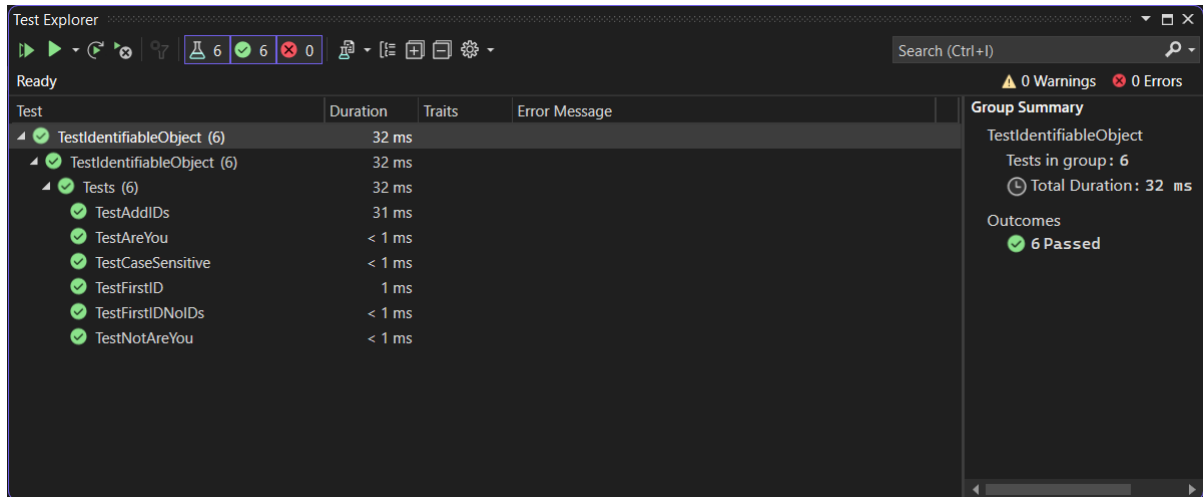 Test Explorer
6 6 0
Search (Ctrl+I)
Ready
0 Warnings 0 Errors
Test Duration Traits Error Message
TestIdentifiableObject (6) 32 ms
TestIdentifiableObject (6) 32 ms
Tests (6) 32 ms
TestAddIDs 31 ms
TestAreYou < 1 ms
TestCaseSensitive < 1 ms
TestFirstID 1 ms
TestFirstIDNoIDs < 1 ms
TestNotAreYou < 1 ms
Group Summary
TestIdentifiableObject
Tests in group: 6
Total Duration: 32 ms
Outcomes
6 Passed